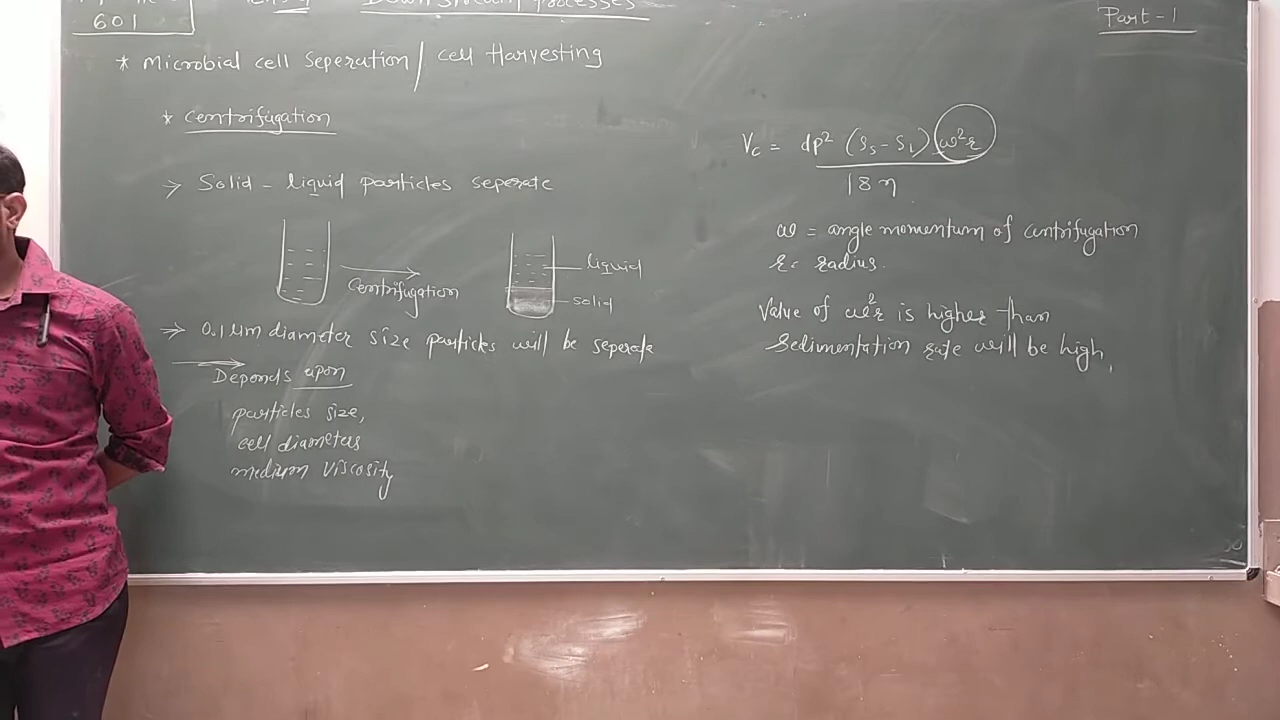 601
Downstream processes
Part-1
* Microbial cell Seperation / cell Harvesting
* Centrifugation
→ Solid - liquid particles seperate
Centrifugation
liquid
solid
→ 0.1 μm diameter size particles will be seperate
→ Depends upon
particles size,
cell diameters
medium viscosity
Vc = dp² (ρs - ρl) ω²r
18 η
ω = angle momentum of centrifugation
r = radius.
Value of ω²r is higher than
Sedimentation rate will be high,